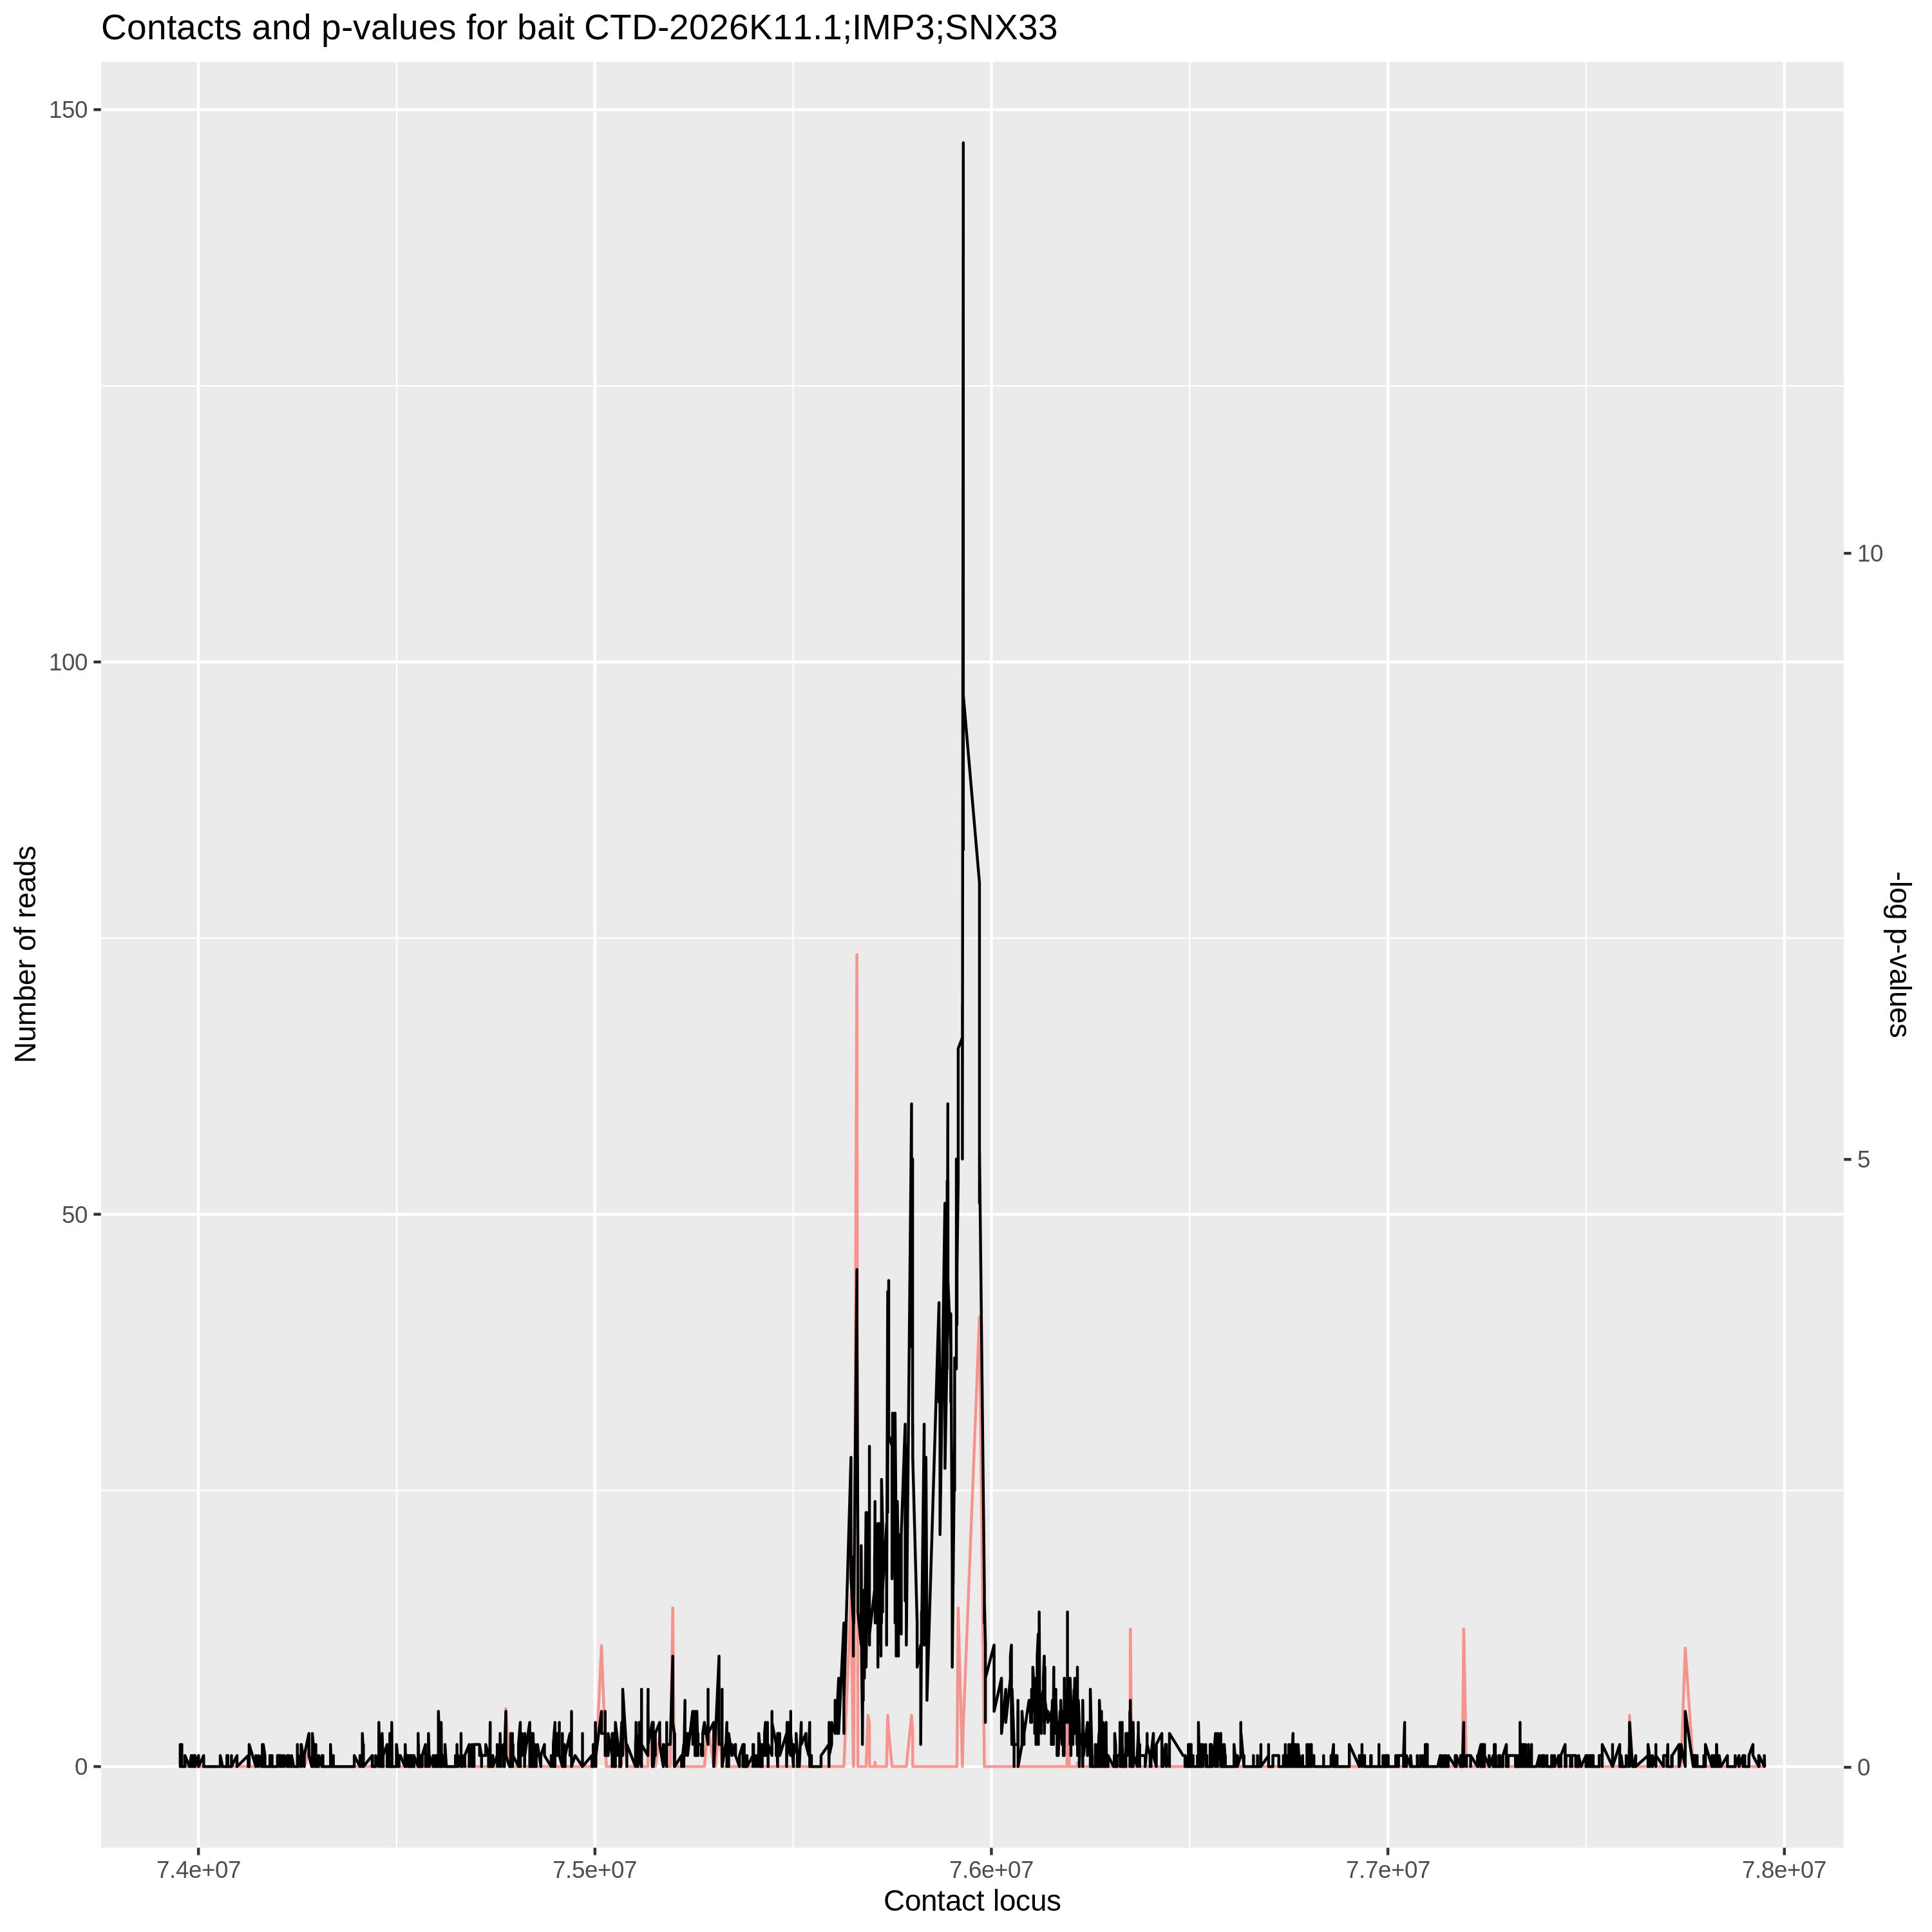 Contacts and p-values for bait CTD-2026K11.1;IMP3;SNX33
150
100
50
0
Number of reads
10
5
0
-log p-values
7.4e+07 7.5e+07 7.6e+07 7.7e+07 7.8e+07
Contact locus